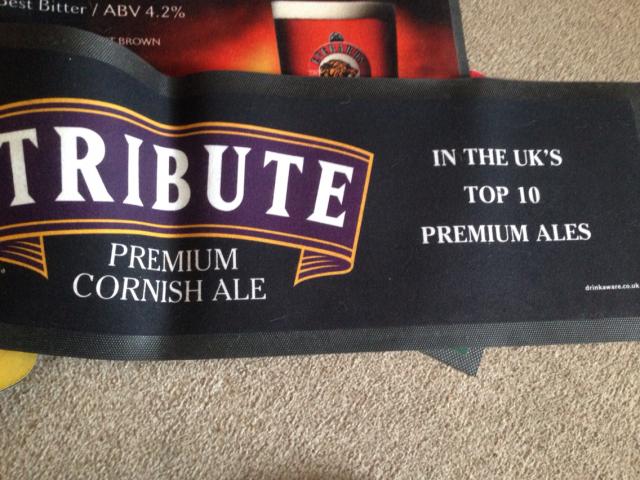 Best Bitter / ABV 4.2%
BROWN
TRIBUTE
PREMIUM
CORNISH ALE
IN THE UK'S
TOP 10
PREMIUM ALES
drinkaware.co.uk